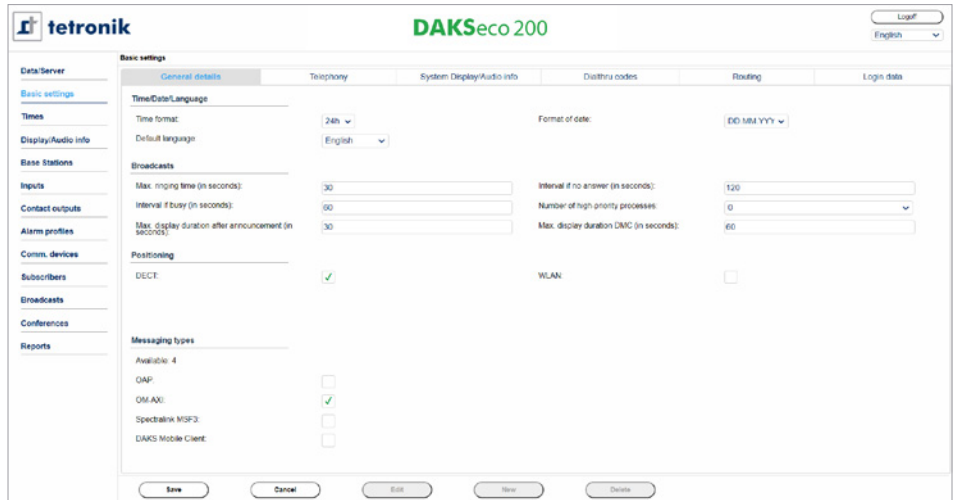 tetronik
DAKSeco 200
Logoff
English
Basic settings
Data/Server
Basic settings
Times
Display/Audio info
Base Stations
Inputs
Contact outputs
Alarm profiles
Comm. devices
Subscribers
Broadcasts
Conferences
Reports
General details Telephony System Display/Audio info Dialthru codes Routing Login data
Time/Date/Language
Time format: 24h Format of date: DD.MM.YYY
Default language: English
Broadcasts
Max. ringing time (in seconds): 30 Interval if no answer (in seconds): 120
Interval if busy (in seconds): 60 Number of high priority processes: 0
Max. display duration after announcement (in seconds): 30 Max. display duration DMC (in seconds): 60
Positioning
DECT: WLAN:
Messaging types
Available: 4
OAP:
OM-AXI:
Spectralink MSF3:
DAKS Mobile Client:
Save Cancel Edit New Delete